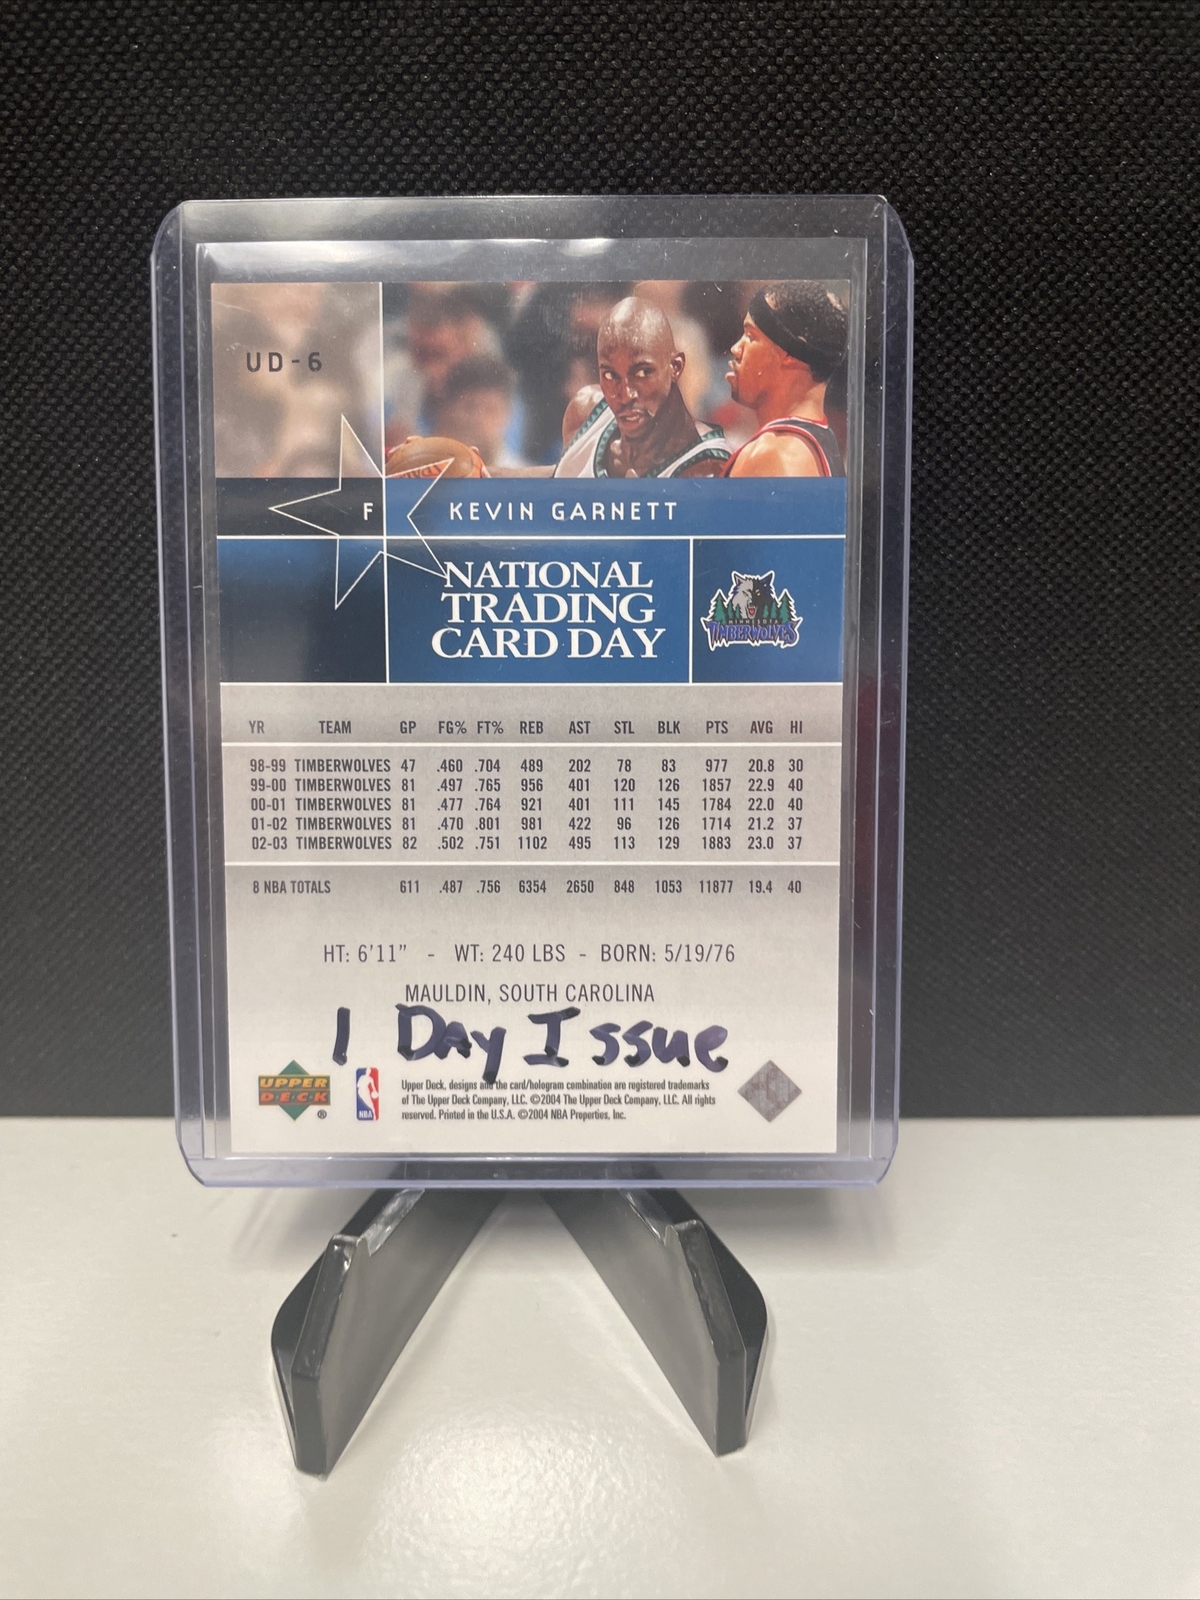 UD-6
F KEVIN GARNETT
NATIONAL
TRADING
CARD DAY
MINNESOTA
TIMBERWOLVES
YR TEAM GP FG% FT% REB AST STL BLK PTS AVG HI
98-99 TIMBERWOLVES 47 .460 .704 489 202 78 83 977 20.8 30
99-00 TIMBERWOLVES 81 .497 .765 956 401 120 126 1857 22.9 40
00-01 TIMBERWOLVES 81 .477 .764 921 401 111 145 1784 22.0 40
01-02 TIMBERWOLVES 81 .470 .801 981 422 96 126 1714 21.2 37
02-03 TIMBERWOLVES 82 .502 .751 1102 495 113 129 1883 23.0 37
8 NBA TOTALS 611 .487 .756 6354 2650 848 1053 11877 19.4 40
HT: 6'11" - WT: 240 LBS - BORN: 5/19/76
MAULDIN, SOUTH CAROLINA
1 Day Issue
UPPER
DECK
®
NBA
Upper Deck, designs and the card/hologram combination are registered trademarks
of The Upper Deck Company, LLC. ©2004 The Upper Deck Company, LLC. All rights
reserved. Printed in the U.S.A. ©2004 NBA Properties, Inc.